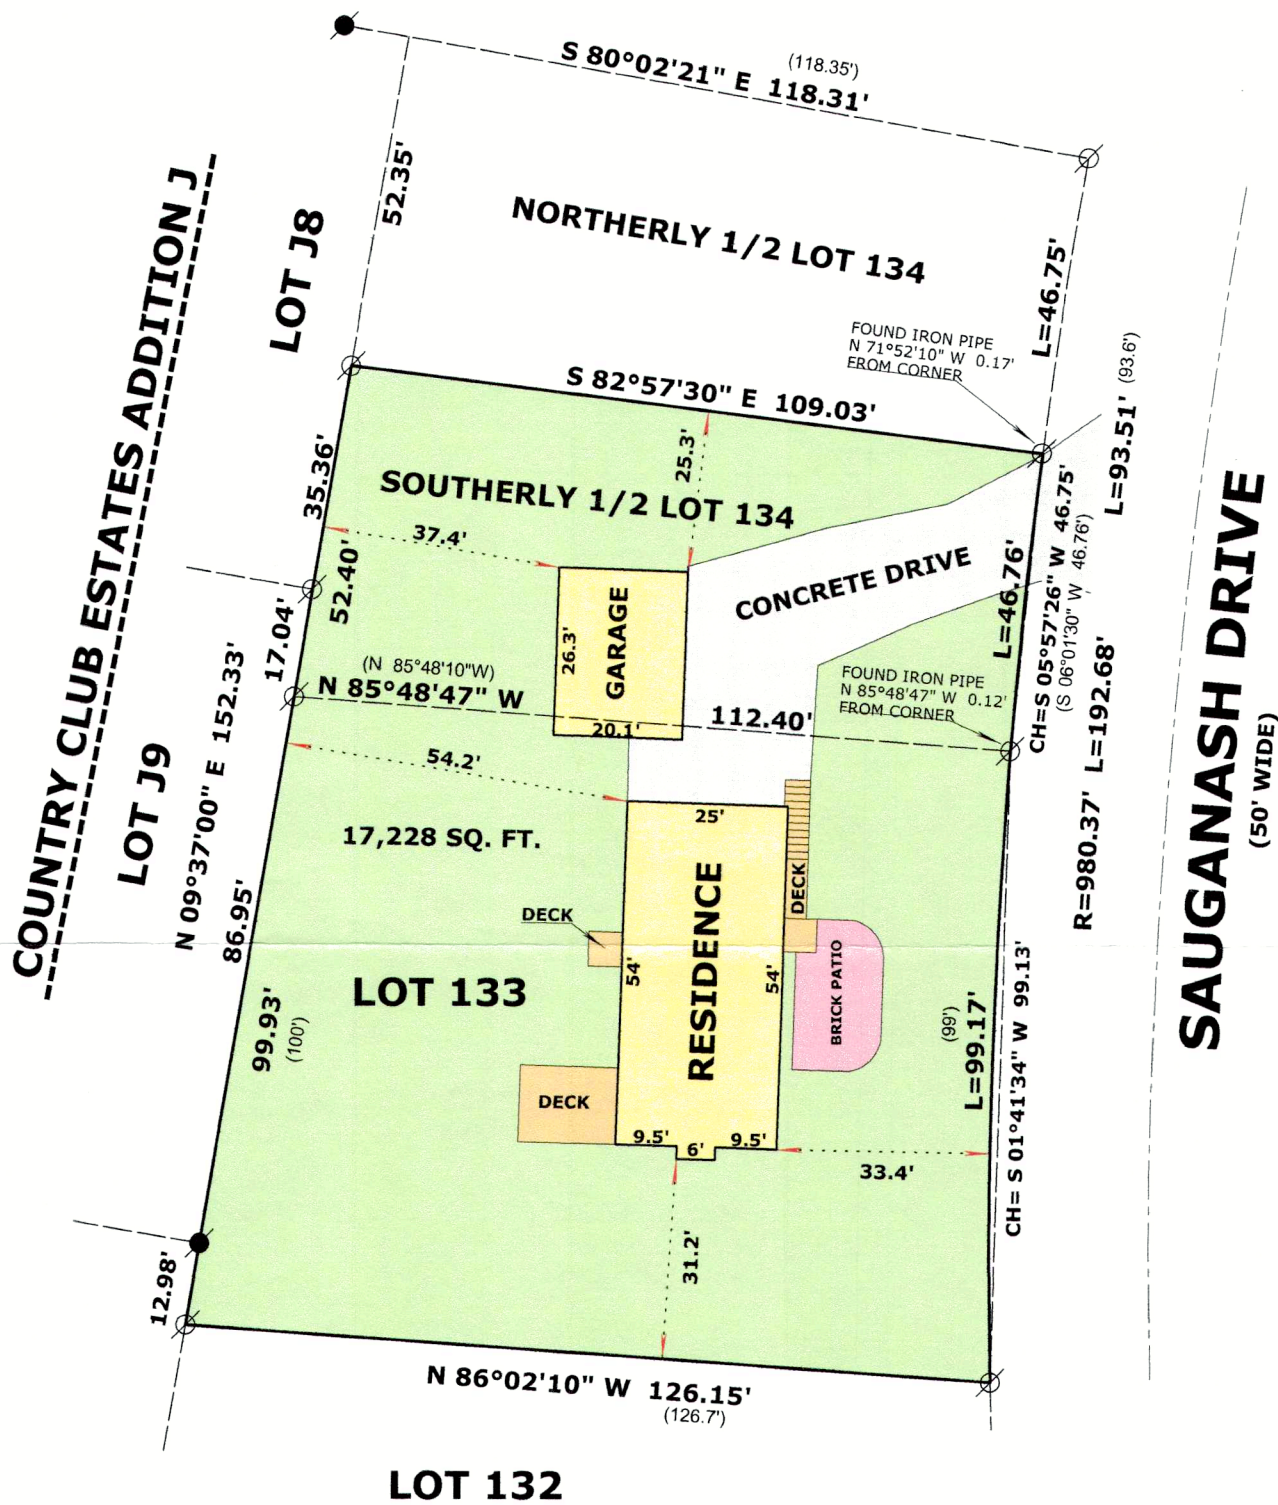 S 80°02'21" E 118.31'
(118.35')
52.35'
LOT J8
NORTHERLY 1/2 LOT 134
L=46.75'
FOUND IRON PIPE
N 71°52'10" W 0.17'
FROM CORNER
L=93.51' (93.6')
COUNTRY CLUB ESTATES ADDITION J
S 82°57'30" E 109.03'
35.36'
25.3'
SOUTHERLY 1/2 LOT 134
37.4'
52.40'
GARAGE
26.3'
20.1'
CONCRETE DRIVE
L=46.76'
CH=S 05°57'26" W 46.75'
(S 06°01'30" W 46.76')
17.04'
(N 85°48'10"W)
N 85°48'47" W
112.40'
FOUND IRON PIPE
N 85°48'47" W 0.12'
FROM CORNER
R=980.37' L=192.68'
SAUGANASH DRIVE
(50' WIDE)
LOT J9
N 09°37'00" E 152.33'
54.2'
25'
17,228 SQ. FT.
86.95'
DECK
DECK
RESIDENCE
54'
54'
BRICK PATIO
LOT 133
99.93'
(100')
(99')
L=99.17'
CH= S 01°41'34" W 99.13'
DECK
9.5'
6'
9.5'
33.4'
31.2'
12.98'
N 86°02'10" W 126.15'
(126.7')
LOT 132